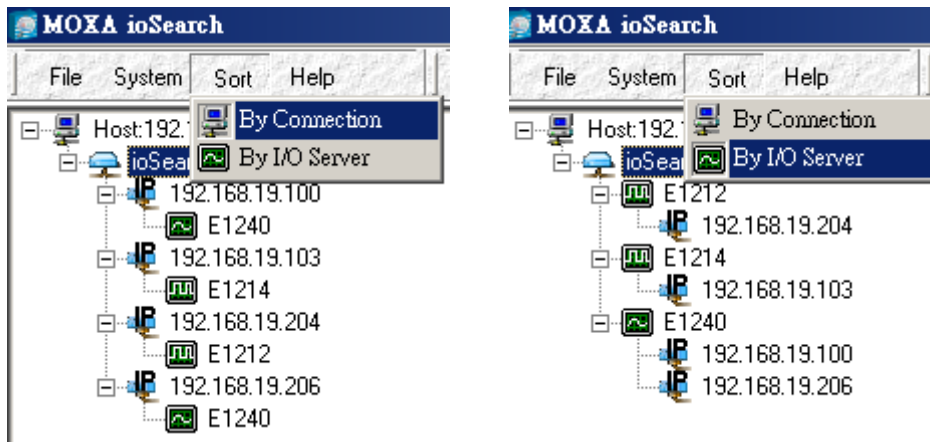 MOXA ioSearch
File System Sort Help
By Connection
Host:192.
By I/O Server
ioSea
192.168.19.100
E1240
192.168.19.103
E1214
192.168.19.204
E1212
192.168.19.206
E1240
MOXA ioSearch
File System Sort Help
By Connection
Host:192.
By I/O Server
ioSea
E1212
192.168.19.204
E1214
192.168.19.103
E1240
192.168.19.100
192.168.19.206